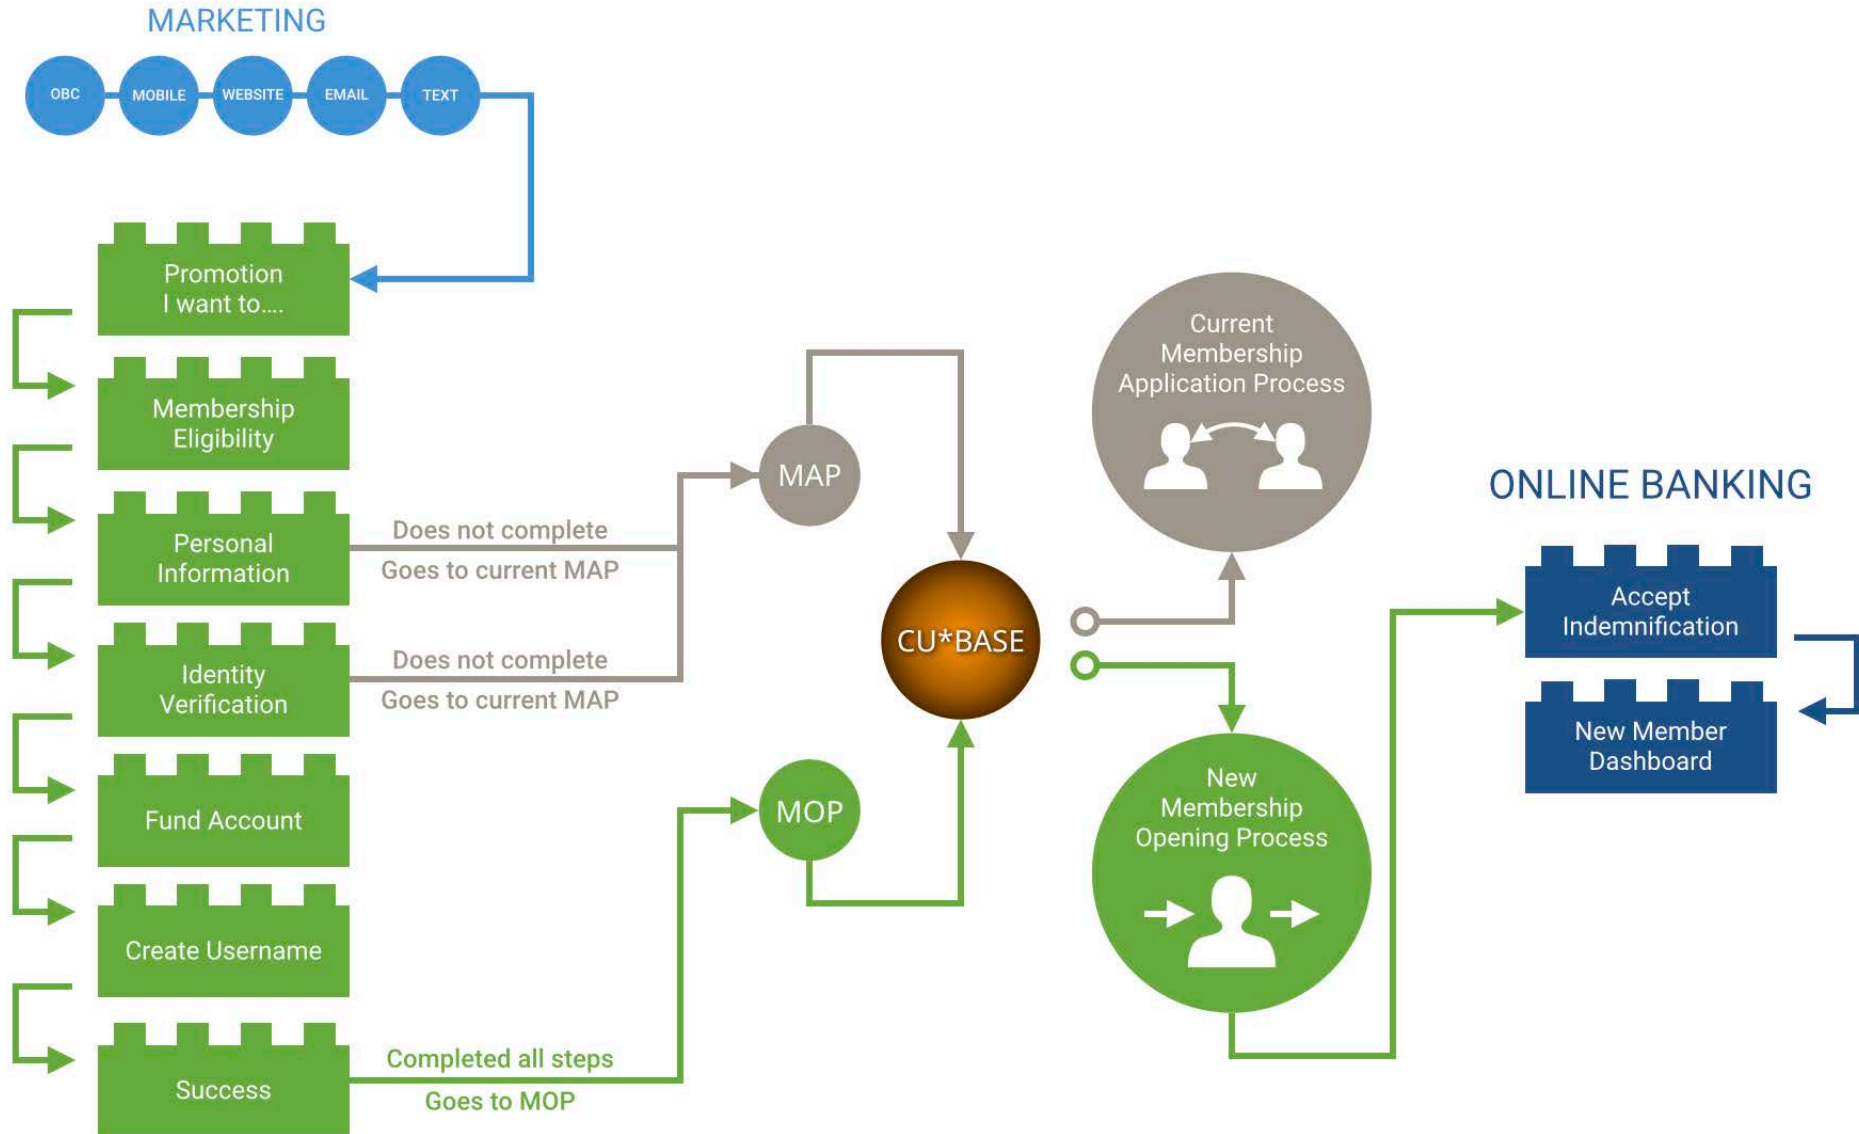 MARKETING
OBC
MOBILE
WEBSITE
EMAIL
TEXT
Promotion
I want to....
Membership
Eligibility
Personal
Information
Does not complete
Goes to current MAP
Identity
Verification
Does not complete
Goes to current MAP
Fund Account
Create Username
Success
Completed all steps
Goes to MOP
MAP
MOP
CU*BASE
Current
Membership
Application Process
New
Membership
Opening Process
ONLINE BANKING
Accept
Indemnification
New Member
Dashboard